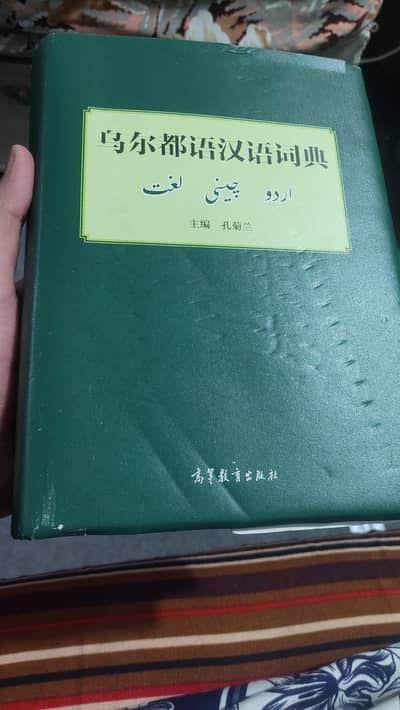 乌尔都语汉语词典
اردو چینی لغت
主编 孔菊兰
高等教育出版社